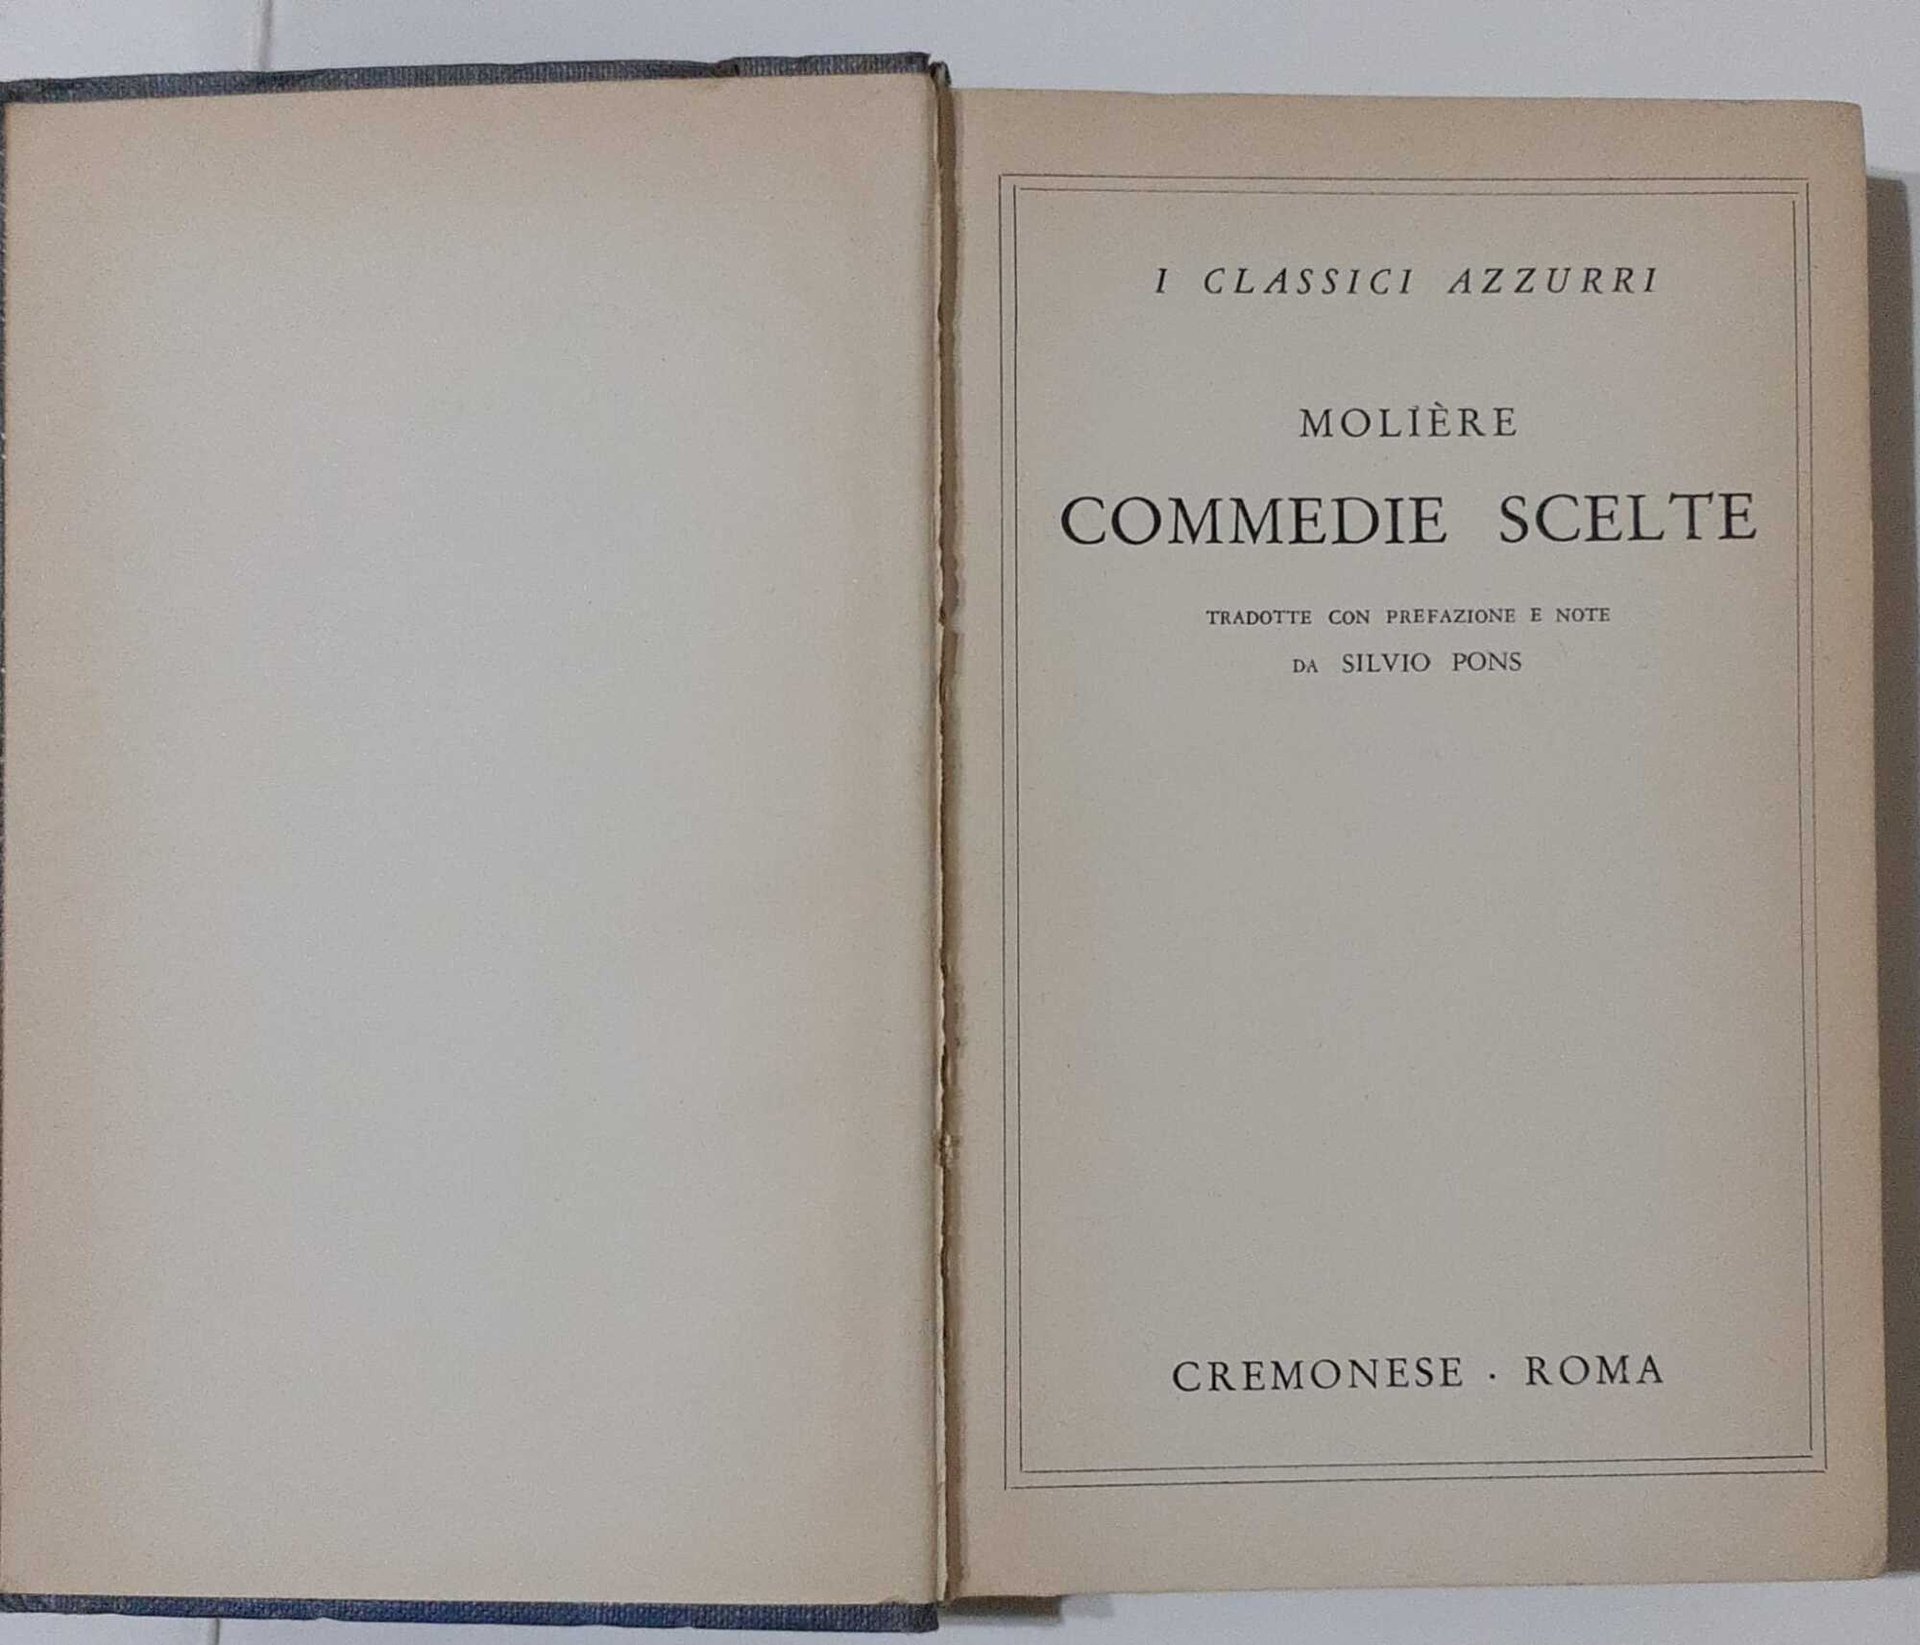 I CLASSICI AZZURRI
MOLIÈRE
COMMEDIE SCELTE
TRADOTTE CON PREFAZIONE E NOTE
DA SILVIO PONS
CREMONESE · ROMA